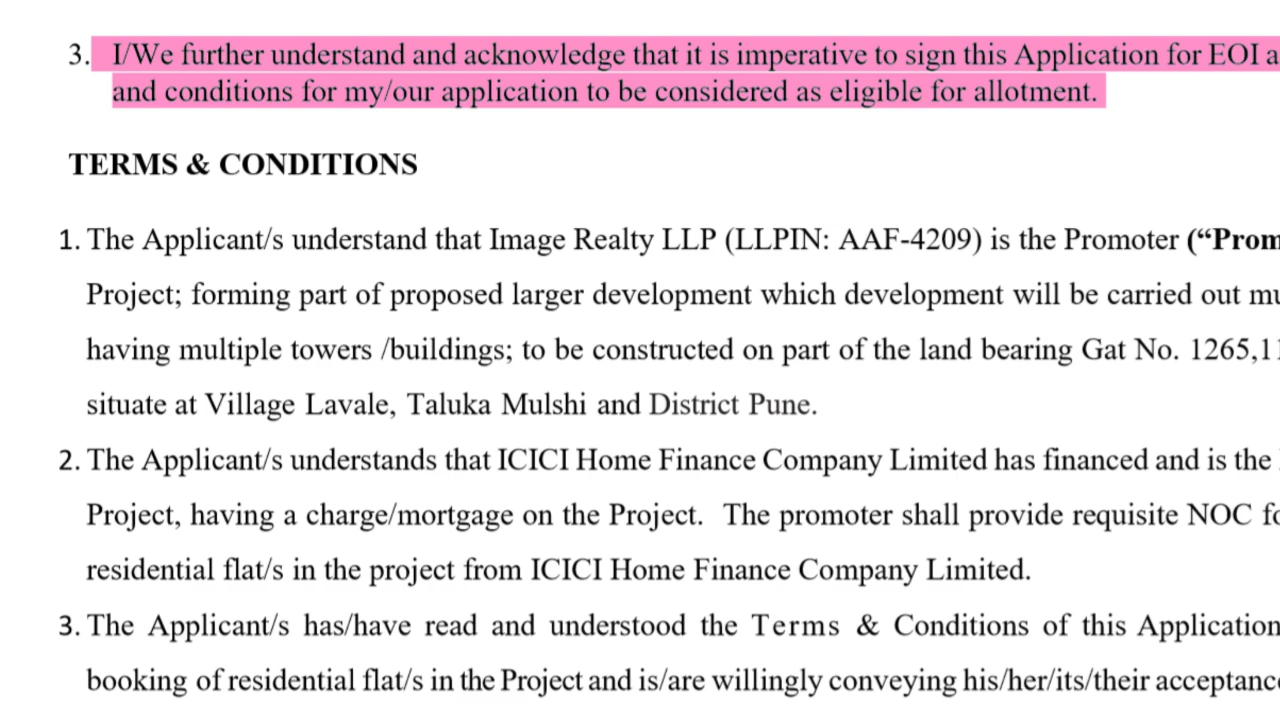 3. I/We further understand and acknowledge that it is imperative to sign this Application for EOI
and conditions for my/our application to be considered as eligible for allotment.
TERMS & CONDITIONS
1. The Applicant/s understand that Image Realty LLP (LLPIN: AAF-4209) is the Promoter (“Prom
Project; forming part of proposed larger development which development will be carried out
having multiple towers /buildings; to be constructed on part of the land bearing Gat No. 1265,
situate at Village Lavale, Taluka Mulshi and District Pune.
2. The Applicant/s understands that ICICI Home Finance Company Limited has financed and is the
Project, having a charge/mortgage on the Project. The promoter shall provide requisite NOC
residential flat/s in the project from ICICI Home Finance Company Limited.
3. The Applicant/s has/have read and understood the Terms & Conditions of this Application
booking of residential flat/s in the Project and is/are willingly conveying his/her/its/their acceptance